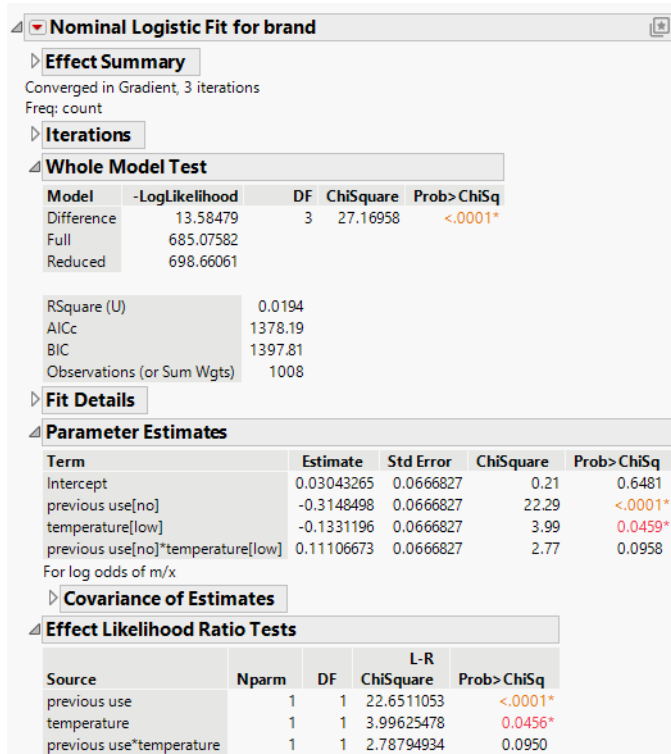 Nominal Logistic Fit for brand
Effect Summary
Converged in Gradient, 3 iterations
Freq: count
Iterations
Whole Model Test
Model -LogLikelihood DF ChiSquare Prob>ChiSq
Difference 13.58479 3 27.16958 <.0001*
Full 685.07582
Reduced 698.66061
RSquare (U) 0.0194
AICc 1378.19
BIC 1397.81
Observations (or Sum Wgts) 1008
Fit Details
Parameter Estimates
Term Estimate Std Error ChiSquare Prob>ChiSq
Intercept 0.03043265 0.0666827 0.21 0.6481
previous use[no] -0.3148498 0.0666827 22.29 <.0001*
temperature[low] -0.1331196 0.0666827 3.99 0.0459*
previous use[no]*temperature[low] 0.11106673 0.0666827 2.77 0.0958
For log odds of m/x
Covariance of Estimates
Effect Likelihood Ratio Tests
L-R
Source Nparm DF ChiSquare Prob>ChiSq
previous use 1 1 22.6511053 <.0001*
temperature 1 1 3.99625478 0.0456*
previous use*temperature 1 1 2.78794934 0.0950